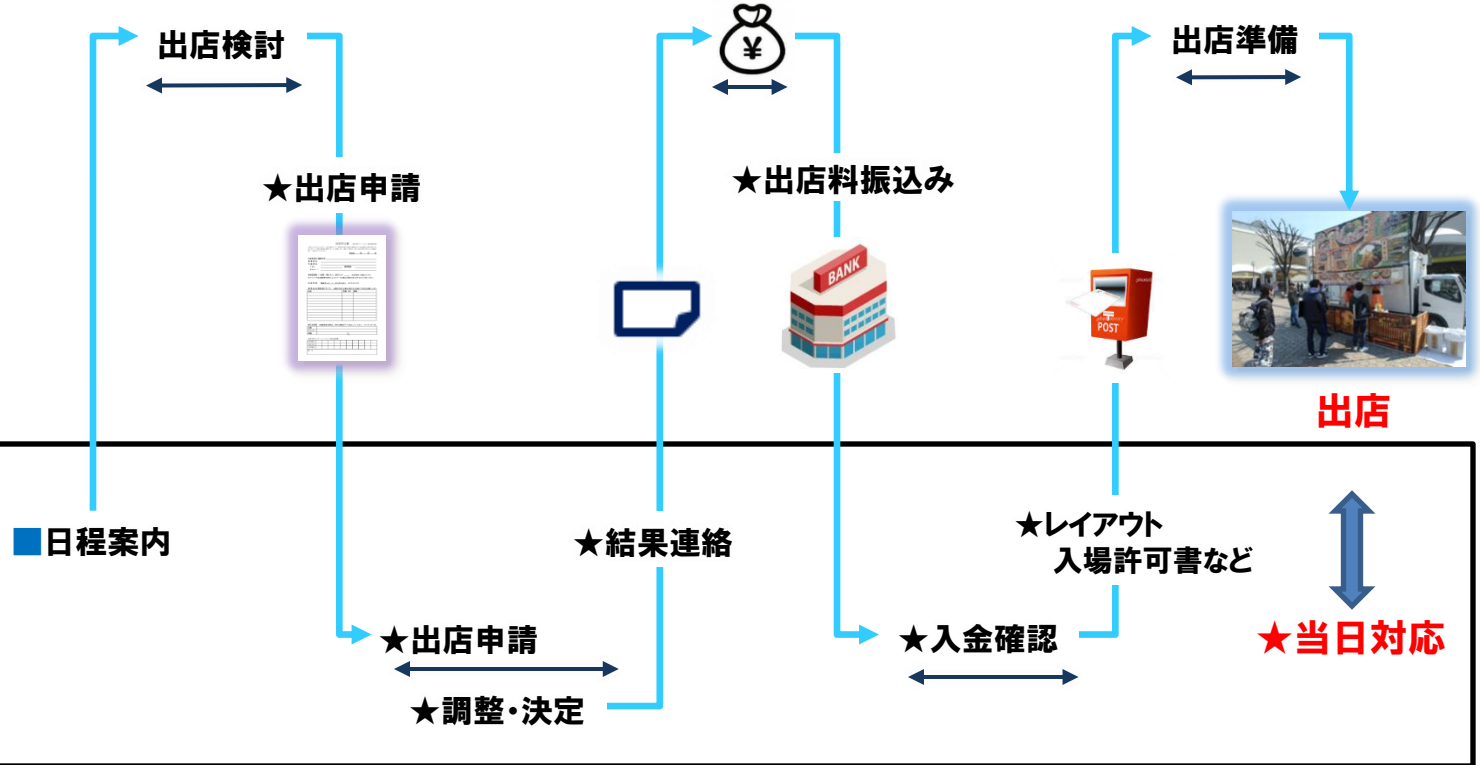 出店検討
¥
出店準備
★出店申請
★出店料振込み
BANK
POST
出店
■日程案内
★結果連絡
★レイアウト
入場許可書など
★出店申請
★入金確認
★当日対応
★調整・決定